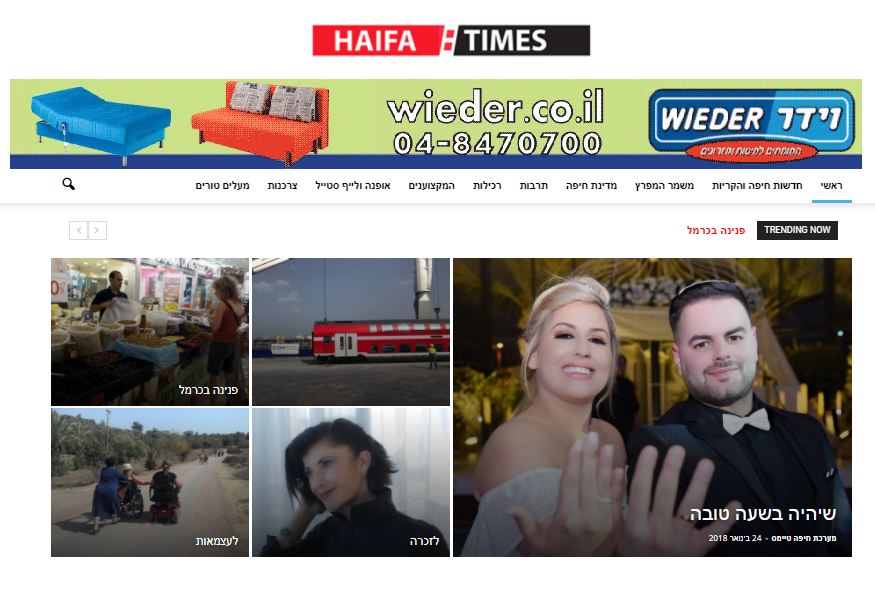 HAIFA TIMES
wieder.co.il
04-8470700
WIEDER וידר
המומחים למיטות ומזרונים
ראשי
חדשות חיפה והקריות
משמר המפרץ
מדינת חיפה
תרבות
רכילות
המקצוענים
אופנה ולייף סטייל
צרכנות
מעלים טורים
TRENDING NOW
פנינה בכרמל
שיהיה בשעה טובה
מערכת חיפה טיימס - 24 בינואר 2018
פנינה בכרמל
לזכרה
לעצמאות